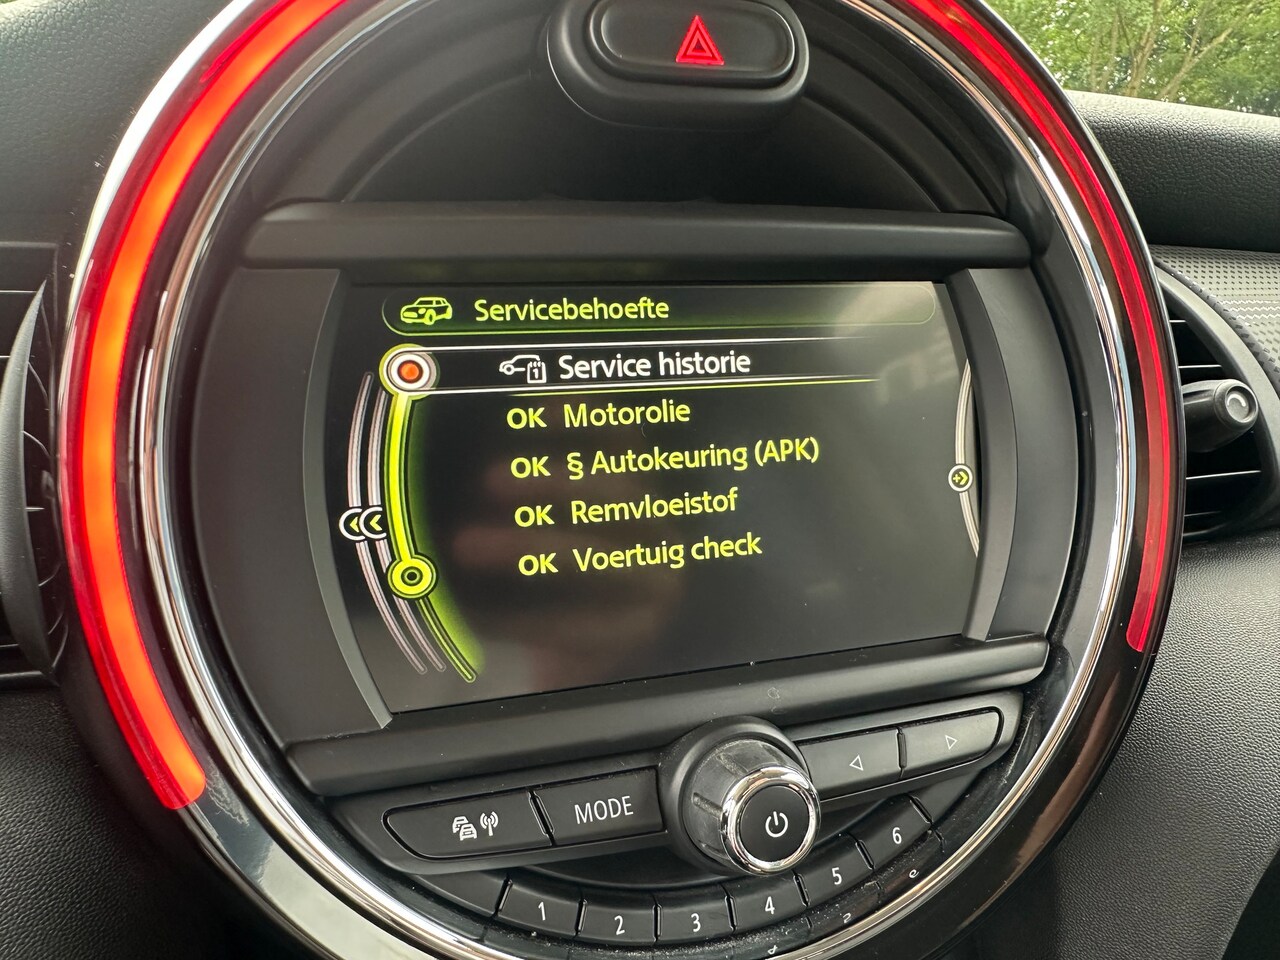 Servicebehoefte
Service historie
OK Motorolie
OK § Autokeuring (APK)
OK Remvloeistof
OK Voertuig check
MODE
1 2 3 4 5 6